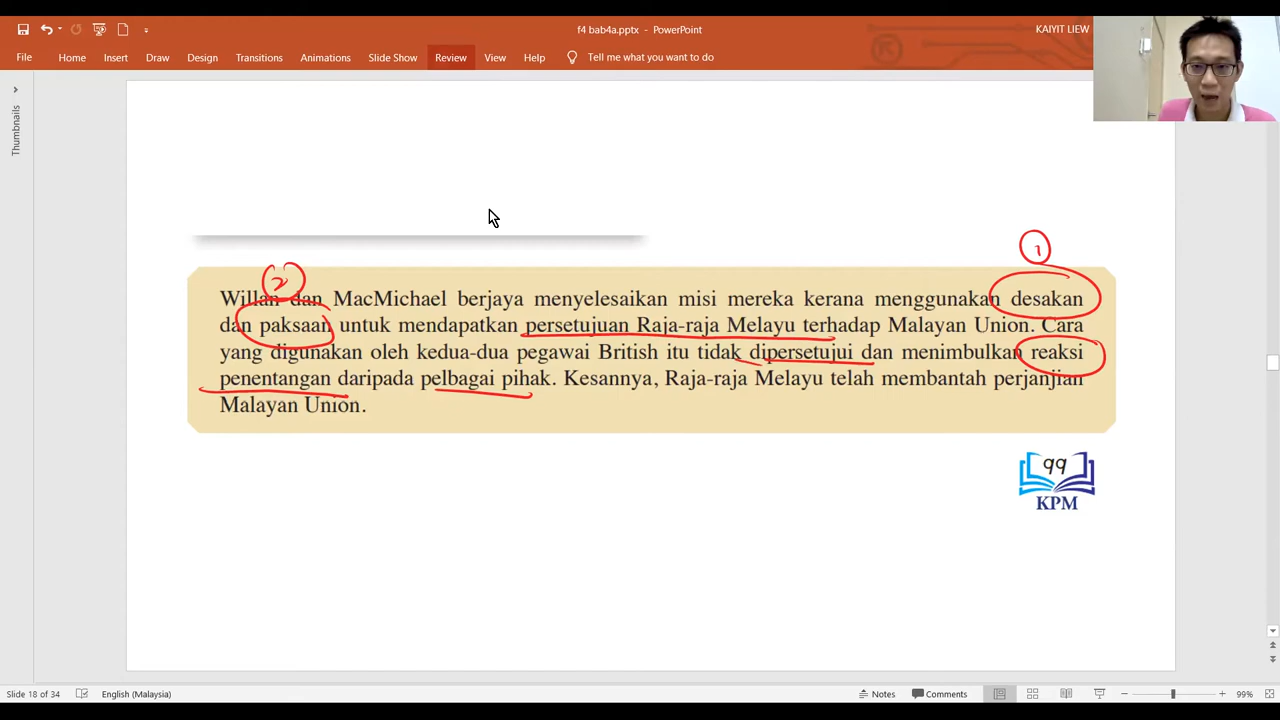 f4 bab4a.pptx - PowerPoint
KAIYIT LIEW
File Home Insert Draw Design Transitions Animations Slide Show Review View Help Tell me what you want to do
Thumbnails
1
2
Willan dan MacMichael berjaya menyelesaikan misi mereka kerana menggunakan desakan
dan paksaan untuk mendapatkan persetujuan Raja-raja Melayu terhadap Malayan Union. Cara
yang digunakan oleh kedua-dua pegawai British itu tidak dipersetujui dan menimbulkan reaksi
penentangan daripada pelbagai pihak. Kesannya, Raja-raja Melayu telah membantah perjanjian
Malayan Union.
99
KPM
Slide 18 of 34 English (Malaysia) Notes Comments 99%